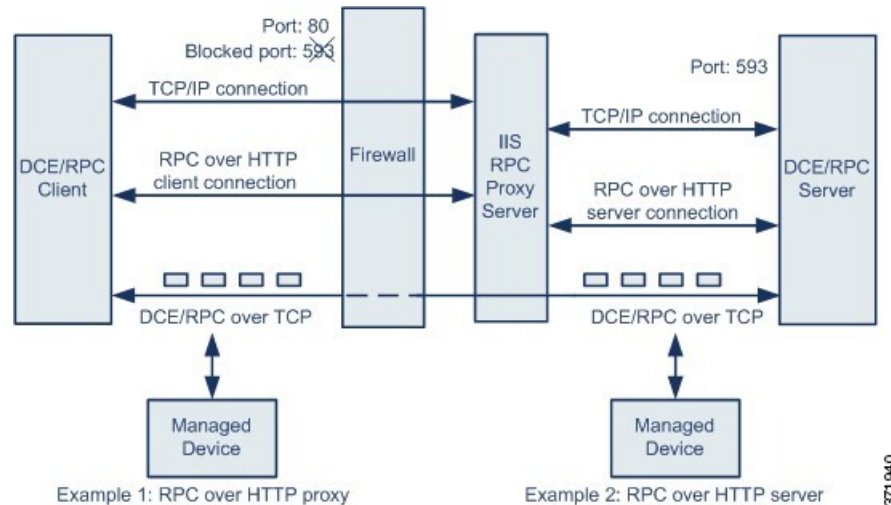 Port: 80
Blocked port: 593
Port: 593
TCP/IP connection
TCP/IP connection
DCE/RPC
Client
RPC over HTTP
client connection
Firewall
IIS
RPC
Proxy
Server
RPC over HTTP
server connection
DCE/RPC
Server
DCE/RPC over TCP
DCE/RPC over TCP
Managed
Device
Managed
Device
Example 1: RPC over HTTP proxy
Example 2: RPC over HTTP server
371940